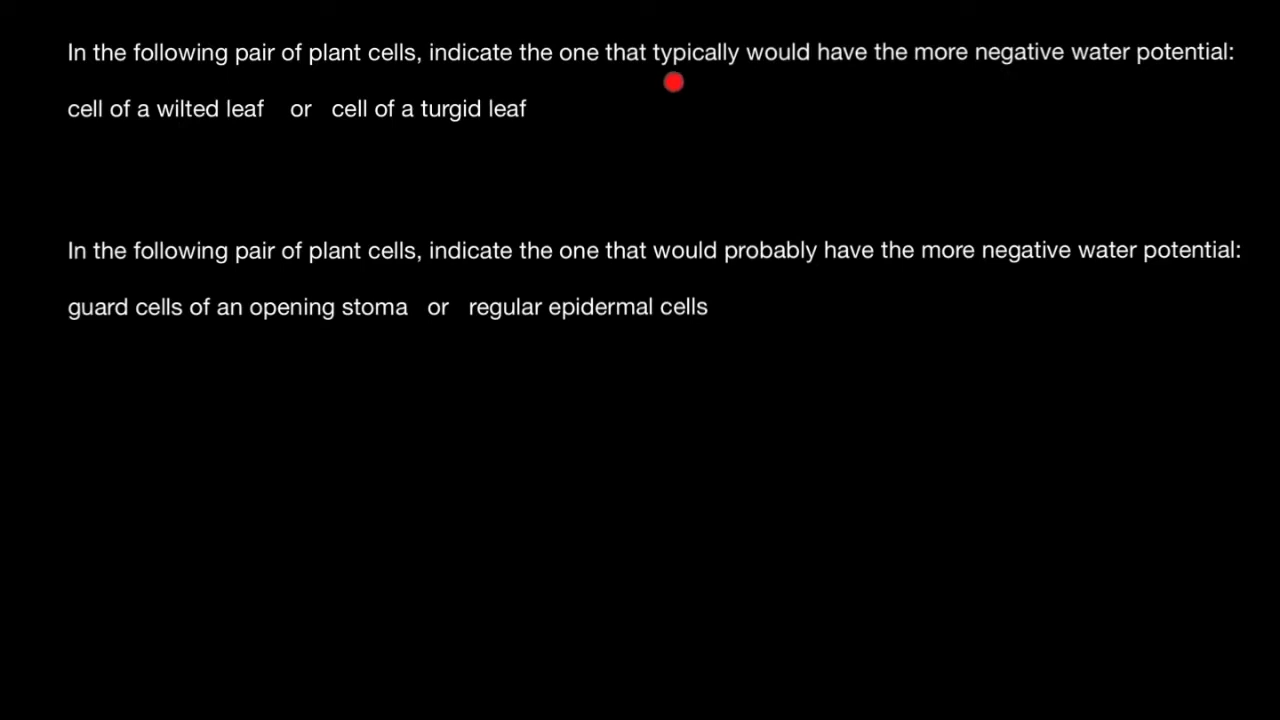 In the following pair of plant cells, indicate the one that typically would have the more negative water potential:
cell of a wilted leaf or cell of a turgid leaf
In the following pair of plant cells, indicate the one that would probably have the more negative water potential:
guard cells of an opening stoma or regular epidermal cells